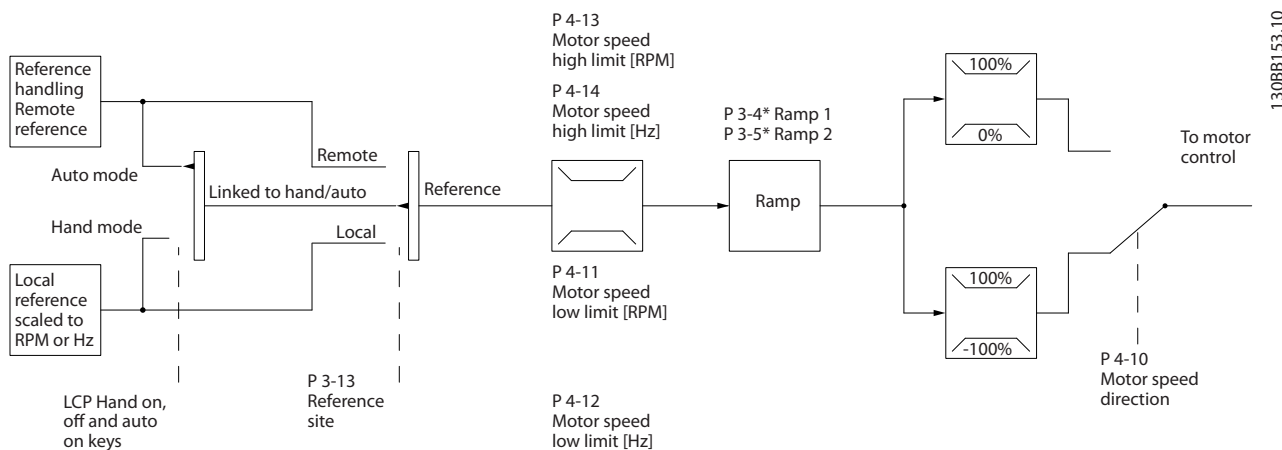 Reference
handling
Remote
reference
Auto mode
Hand mode
Local
reference
scaled to
RPM or Hz
LCP Hand on,
off and auto
on keys
Linked to hand/auto
Remote
Local
P 3-13
Reference
site
Reference
P 4-13
Motor speed
high limit [RPM]
P 4-14
Motor speed
high limit [Hz]
P 4-11
Motor speed
low limit [RPM]
P 4-12
Motor speed
low limit [Hz]
P 3-4* Ramp 1
P 3-5* Ramp 2
Ramp
100%
0%
100%
-100%
To motor
control
P 4-10
Motor speed
direction
130BB153.10